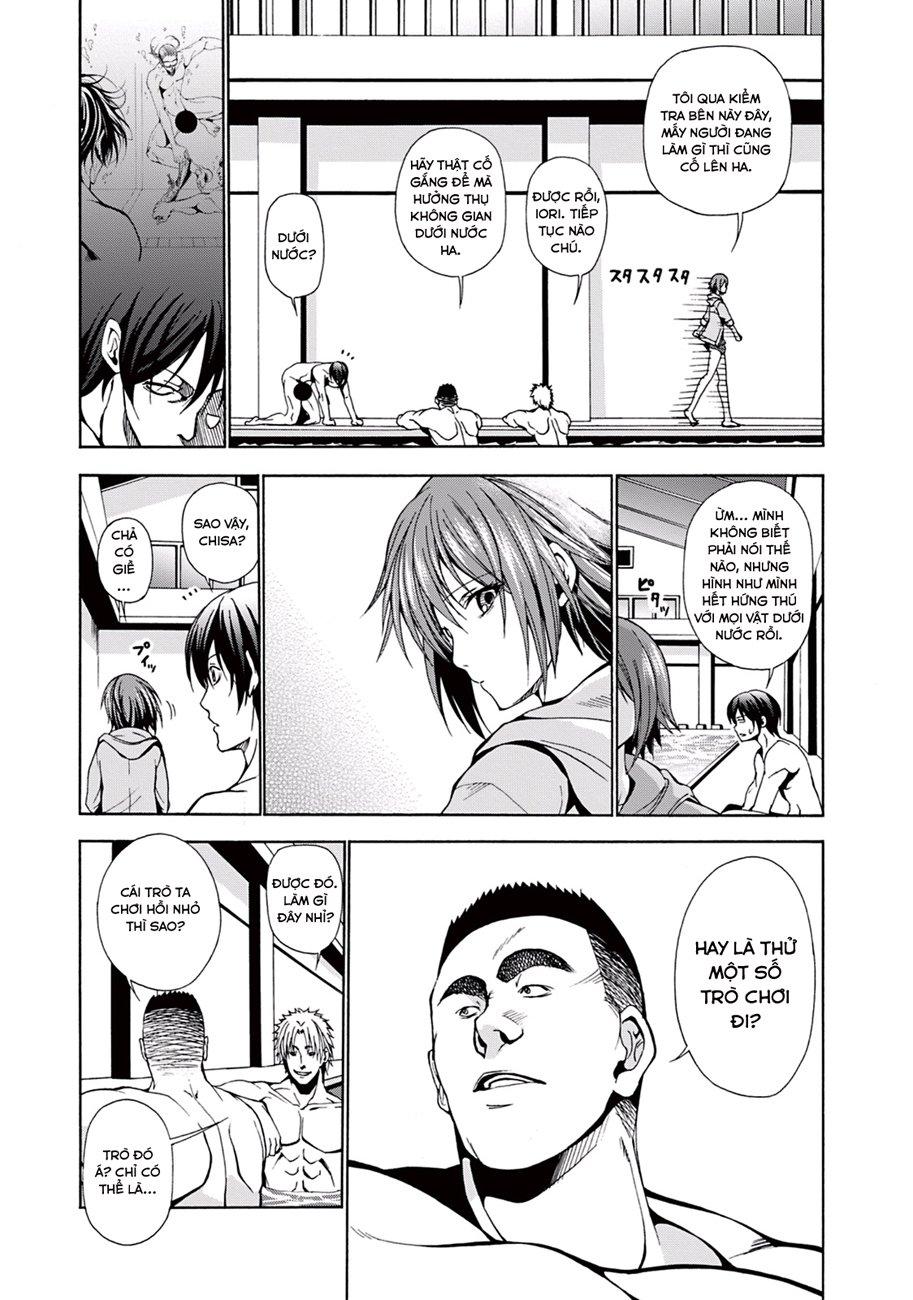 TÔI QUA KIỂM
TRA BÊN NÀY ĐÂY,
MẤY NGƯỜI ĐANG
LÀM GÌ THÌ CŨNG
CỐ LÊN HA.
ĐƯỢC RỒI,
IORI. TIẾP
TỤC NÀO
CHÚ.
HÃY THẬT CỐ
GẮNG ĐỂ MÀ
HƯỞNG THỤ
KHÔNG GIAN
DƯỚI NƯỚC
HA.
DƯỚI
NƯỚC?
スタスタスタ
ỪM... MÌNH
KHÔNG BIẾT
PHẢI NÓI THẾ
NÀO, NHƯNG
HÌNH NHƯ MÌNH
HẾT HỨNG THÚ
VỚI MỌI VẬT DƯỚI
NƯỚC RỒI.
ピタッ
SAO VẬY,
CHISA?
CHẢ
CÓ
GIỀ
...
プイッ
HAY LÀ THỬ
MỘT SỐ
TRÒ CHƠI
ĐI?
ĐƯỢC ĐÓ.
LÀM GÌ
ĐÂY NHỈ?
CÁI TRÒ TA
CHƠI HỒI NHỎ
THÌ SAO?
TRÒ ĐÓ
Á? CHỈ CÓ
THỂ LÀ...